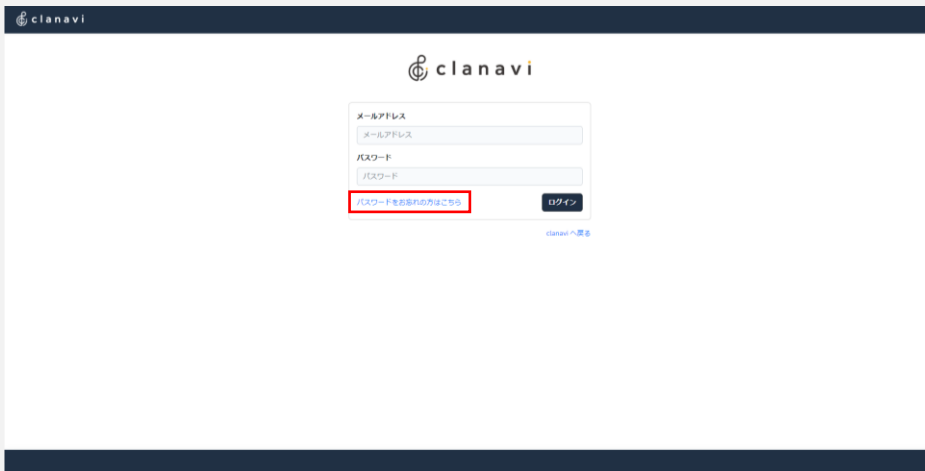 clanavi
clanavi
メールアドレス
メールアドレス
パスワード
パスワード
パスワードをお忘れの方はこちら
ログイン
clanavi へ戻る